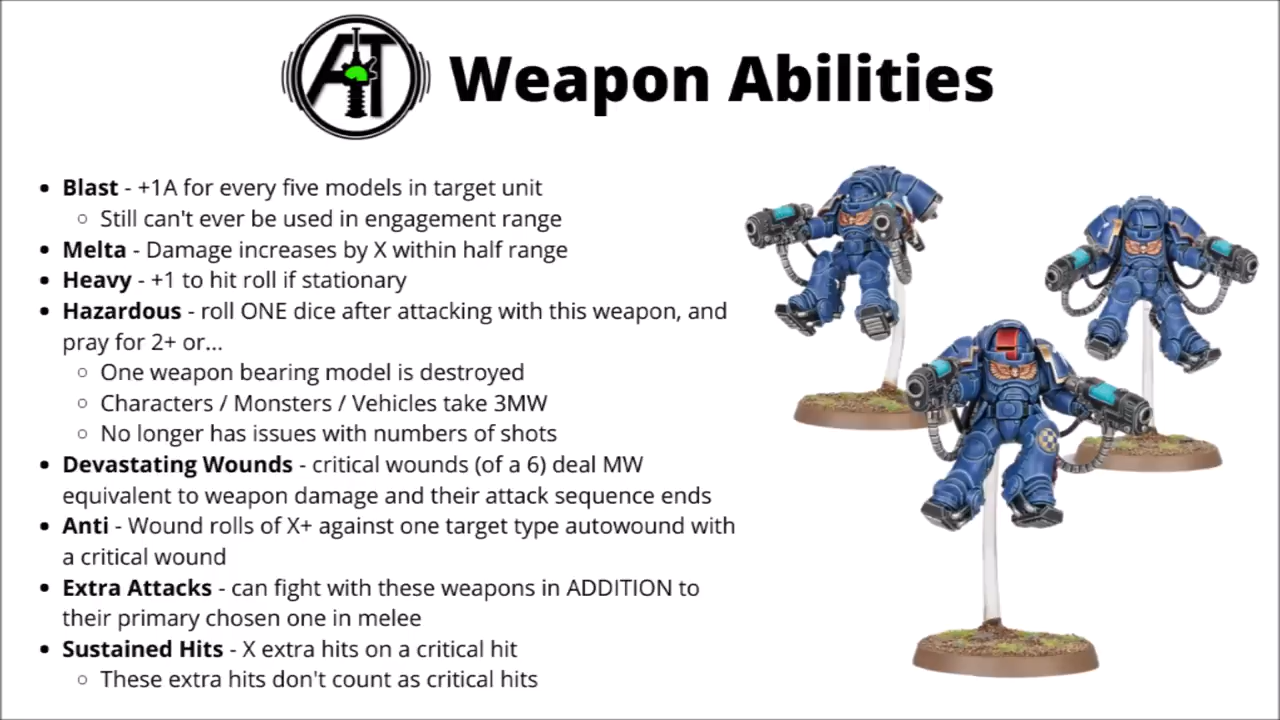 AT
Weapon Abilities
• Blast - +1A for every five models in target unit
○ Still can't ever be used in engagement range
• Melta - Damage increases by X within half range
• Heavy - +1 to hit roll if stationary
• Hazardous - roll ONE dice after attacking with this weapon, and
pray for 2+ or...
○ One weapon bearing model is destroyed
○ Characters / Monsters / Vehicles take 3MW
○ No longer has issues with numbers of shots
• Devastating Wounds - critical wounds (of a 6) deal MW
equivalent to weapon damage and their attack sequence ends
• Anti - Wound rolls of X+ against one target type autowound with
a critical wound
• Extra Attacks - can fight with these weapons in ADDITION to
their primary chosen one in melee
• Sustained Hits - X extra hits on a critical hit
○ These extra hits don't count as critical hits